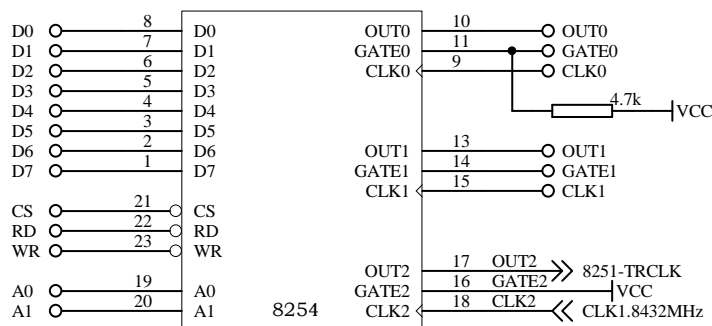 D0 8 D0 OUT0 10 OUT0
D1 7 D1 GATE0 11 GATE0
D2 6 D2 CLK0 9 CLK0
D3 5 D3
D4 4 D4 4.7k VCC
D5 3 D5
D6 2 D6 OUT1 13 OUT1
D7 1 D7 GATE1 14 GATE1
CLK1 15 CLK1
CS 21 CS
RD 22 RD
WR 23 WR
OUT2 17 OUT2 8251-TRCLK
A0 19 A0 GATE2 16 GATE2 VCC
A1 20 A1 8254 CLK2 18 CLK2 CLK1.8432MHz